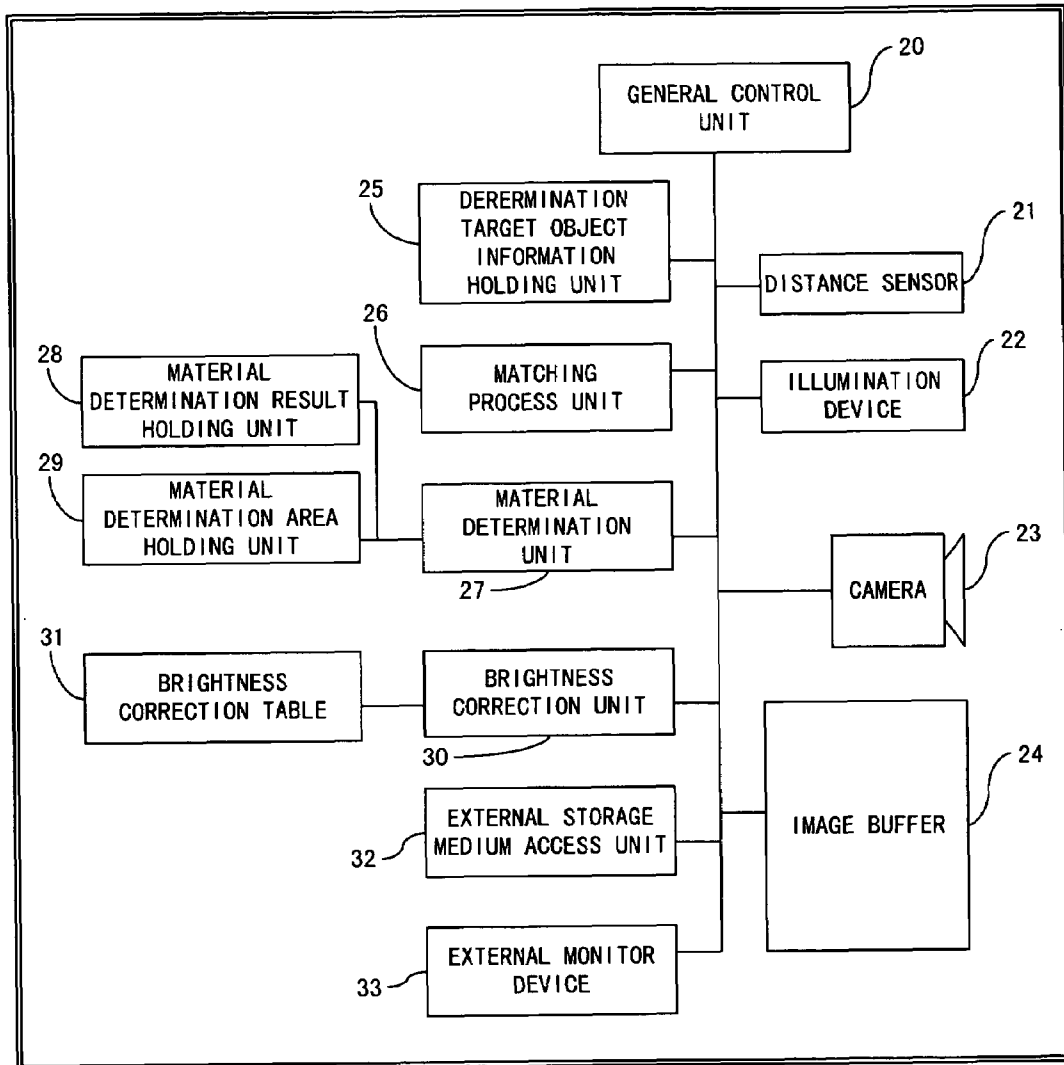 20
GENERAL CONTROL
UNIT
25
DERERMINATION
TARGET OBJECT
INFORMATION
HOLDING UNIT
21
DISTANCE SENSOR
26
MATCHING
PROCESS UNIT
22
ILLUMINATION
DEVICE
28
MATERIAL
DETERMINATION RESULT
HOLDING UNIT
29
MATERIAL
DETERMINATION AREA
HOLDING UNIT
MATERIAL
DETERMINATION
UNIT
27
23
CAMERA
31
BRIGHTNESS
CORRECTION TABLE
BRIGHTNESS
CORRECTION UNIT
30
24
IMAGE BUFFER
EXTERNAL STORAGE
MEDIUM ACCESS UNIT
32
EXTERNAL MONITOR
DEVICE
33